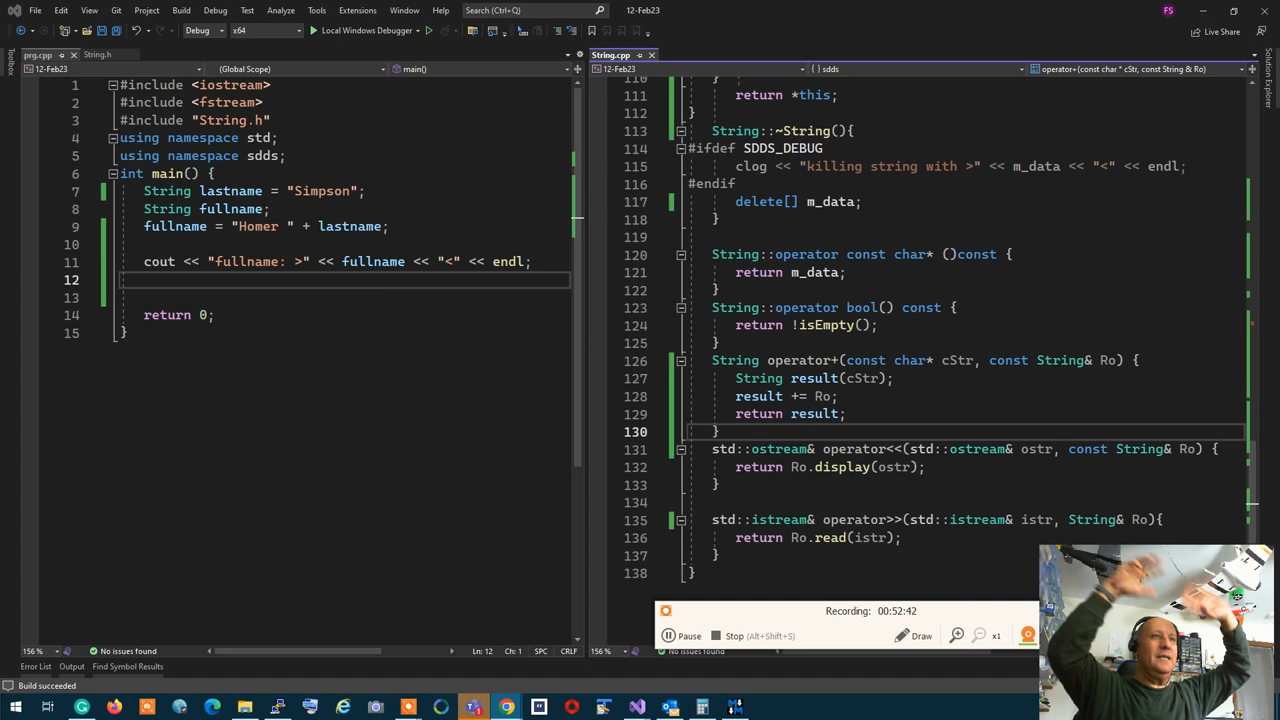 File Edit View Git Project Build Debug Test Analyze Tools Extensions Window Help Search (Ctrl+Q) 12-Feb23 FS
Debug x64 Local Windows Debugger Live Share
Toolbox
prg.cpp String.h
12-Feb23 (Global Scope) main()
1 #include <iostream>
2 #include <fstream>
3 #include "String.h"
4 using namespace std;
5 using namespace sdds;
6 int main() {
7 String lastname = "Simpson";
8 String fullname;
9 fullname = "Homer " + lastname;
10
11 cout << "fullname: >" << fullname << "<" << endl;
12
13
14 return 0;
15 }
156 % No issues found Ln: 12 Ch: 1 SPC CRLF
String.cpp
12-Feb23 sdds operator+(const char * cStr, const String & Ro)
110 }
111 return *this;
112 }
113 String::~String(){
114 #ifdef SDDS_DEBUG
115 clog << "killing string with >" << m_data << "<" << endl;
116 #endif
117 delete[] m_data;
118 }
119
120 String::operator const char* ()const {
121 return m_data;
122 }
123 String::operator bool() const {
124 return !isEmpty();
125 }
126 String operator+(const char* cStr, const String& Ro) {
127 String result(cStr);
128 result += Ro;
129 return result;
130 }
131 std::ostream& operator<<(std::ostream& ostr, const String& Ro) {
132 return Ro.display(ostr);
133 }
134
135 std::istream& operator>>(std::istream& istr, String& Ro){
136 return Ro.read(istr);
137 }
138 }
156 % No issues found
Solution Explorer
Recording: 00:52:42
Pause Stop (Alt+Shift+S) Draw x1
Error List Output Find Symbol Results
Build succeeded